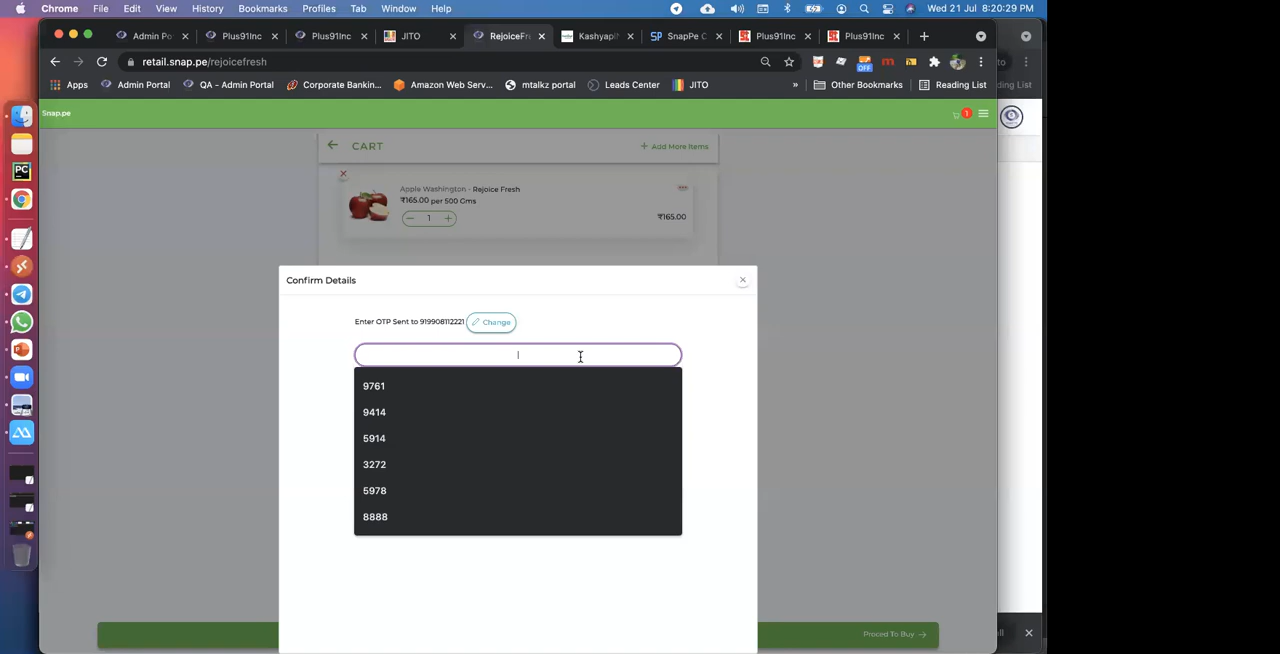 Chrome File Edit View History Bookmarks Profiles Tab Window Help Wed 21 Jul 8:20:29 PM
Admin Po Plus91Inc Plus91Inc JITO RejoiceFr Kashyap SnapPe C Plus91Inc Plus91Inc
retail.snap.pe/rejoicefresh
Apps Admin Portal QA - Admin Portal Corporate Bankin... Amazon Web Serv... mtalkz portal Leads Center JITO » Other Bookmarks Reading List ding List
Snap.pe 1
CART + Add More Items
Apple Washington - Rejoice Fresh
₹165.00 per 500 Gms
1 ₹165.00
Confirm Details
Enter OTP Sent to 919908112221 Change
9761
9414
5914
3272
5978
8888
Proceed To Buy